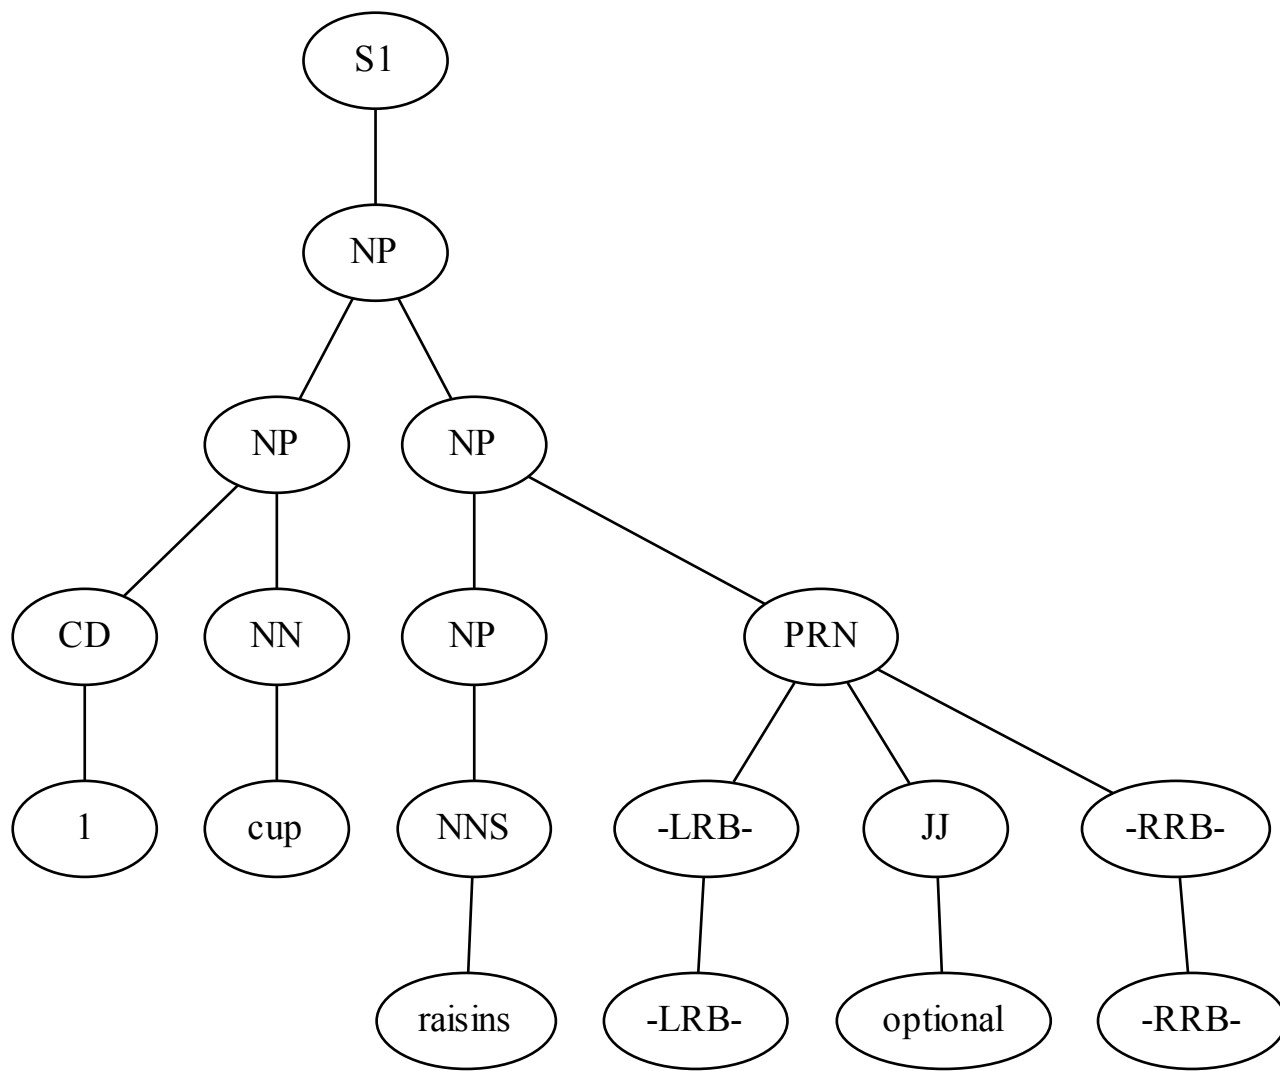 S1
NP
NP NP
CD NN NP PRN
1 cup NNS -LRB- JJ -RRB-
raisins -LRB- optional -RRB-